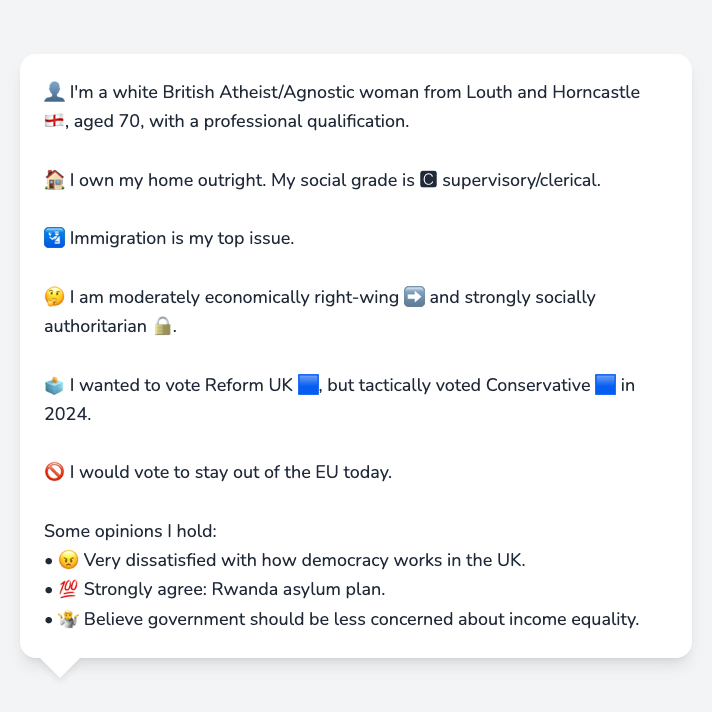 👤 I'm a white British Atheist/Agnostic woman from Louth and Horncastle
🏴󠁧󠁢󠁥󠁮󠁧󠁿, aged 70, with a professional qualification.
🏠 I own my home outright. My social grade is 🅲 supervisory/clerical.
🛂 Immigration is my top issue.
🤔 I am moderately economically right-wing ➡️ and strongly socially
authoritarian 🔒.
🗳️ I wanted to vote Reform UK 🟦, but tactically voted Conservative 🟦 in
2024.
🚫 I would vote to stay out of the EU today.
Some opinions I hold:
• 😠 Very dissatisfied with how democracy works in the UK.
• 💯 Strongly agree: Rwanda asylum plan.
• 🤷 Believe government should be less concerned about income equality.